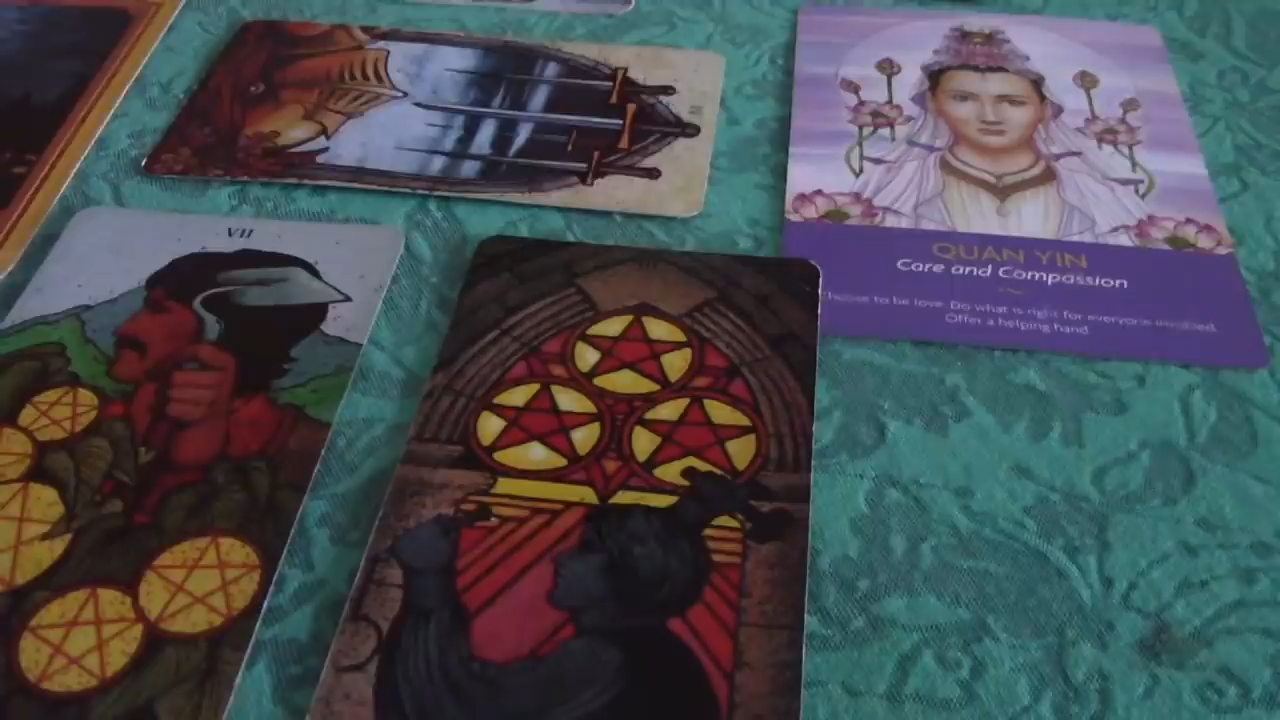 VII
QUAN YIN
Care and Compassion
Choose to be love. Do what is right for everyone involved.
Offer a helping hand.